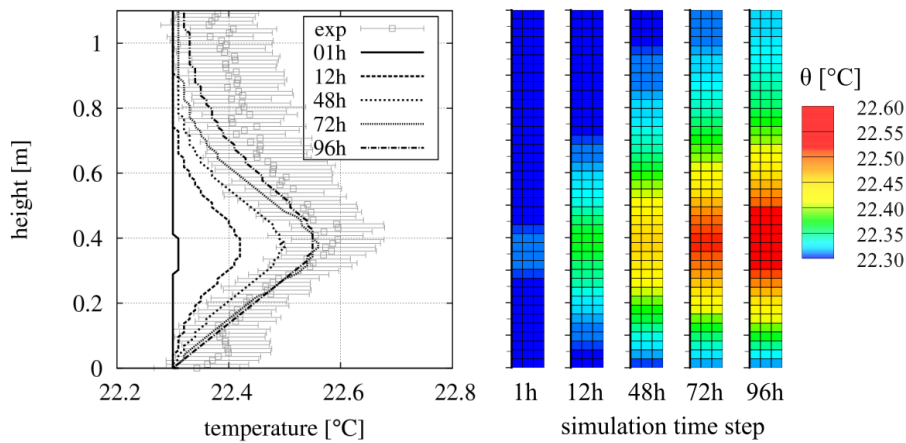 1
0.8
0.6
0.4
0.2
0
height [m]
22.2
22.4
22.6
22.8
temperature [°C]
exp
01h
12h
48h
72h
96h
1h
12h
48h
72h
96h
simulation time step
θ [°C]
22.60
22.55
22.50
22.45
22.40
22.35
22.30